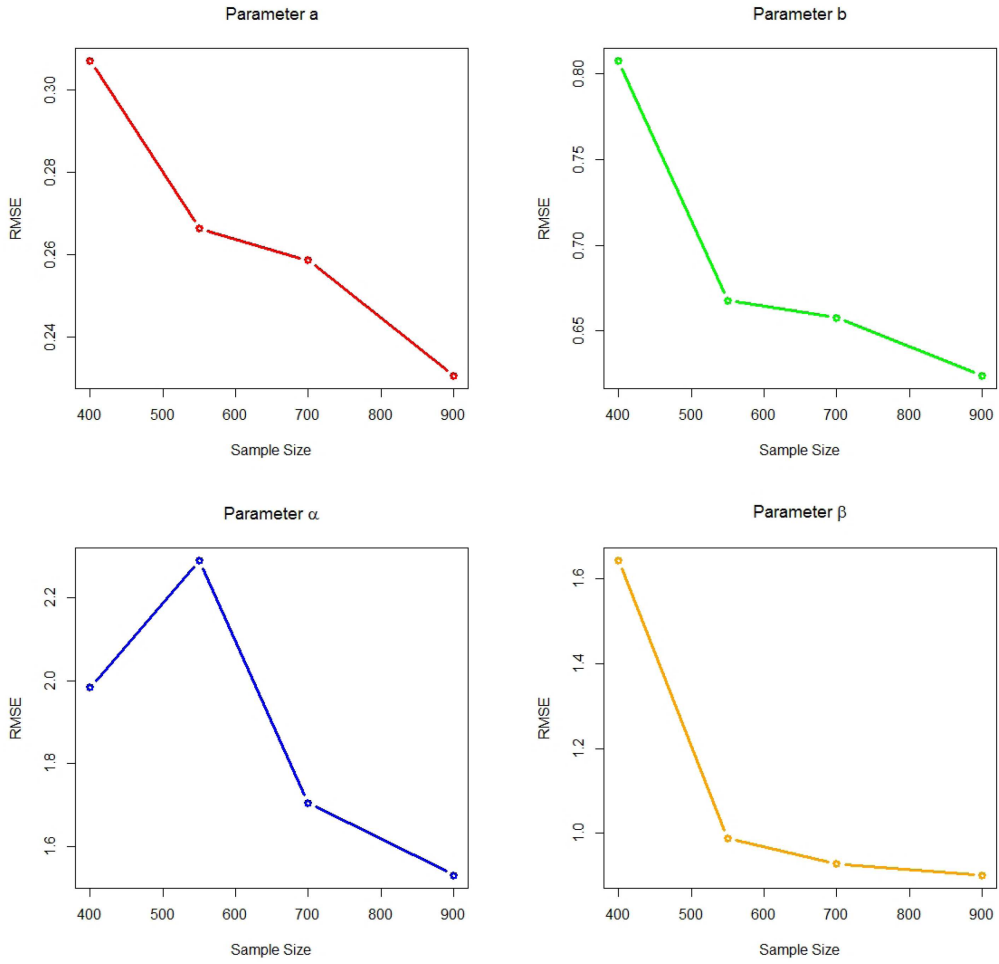 Parameter a
RMSE
0.30
0.28
0.26
0.24
400 500 600 700 800 900
Sample Size
Parameter b
RMSE
0.80
0.75
0.70
0.65
400 500 600 700 800 900
Sample Size
Parameter α
RMSE
2.2
2.0
1.8
1.6
400 500 600 700 800 900
Sample Size
Parameter β
RMSE
1.6
1.4
1.2
1.0
400 500 600 700 800 900
Sample Size